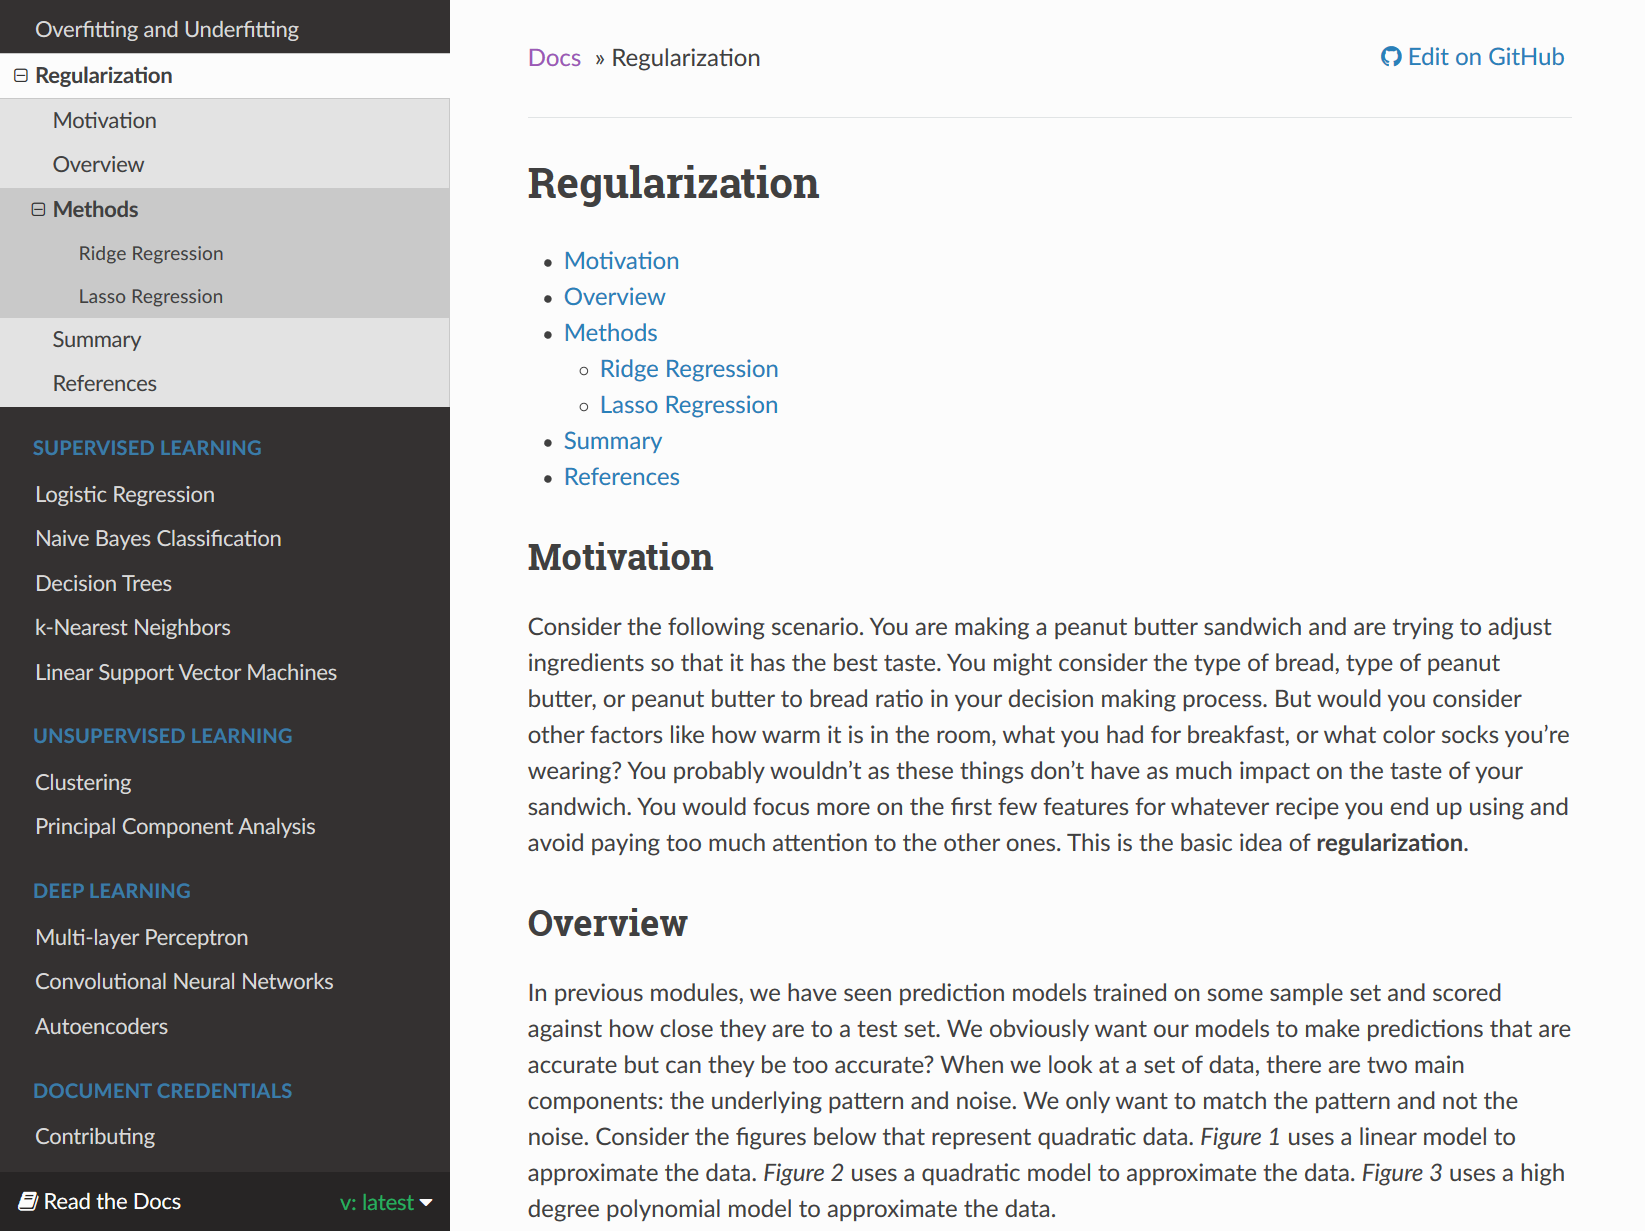 Overfitting and Underfitting
Regularization
Motivation
Overview
Methods
Ridge Regression
Lasso Regression
Summary
References
SUPERVISED LEARNING
Logistic Regression
Naive Bayes Classification
Decision Trees
k-Nearest Neighbors
Linear Support Vector Machines
UNSUPERVISED LEARNING
Clustering
Principal Component Analysis
DEEP LEARNING
Multi-layer Perceptron
Convolutional Neural Networks
Autoencoders
DOCUMENT CREDENTIALS
Contributing
Read the Docs v: latest
Docs » Regularization Edit on GitHub
Regularization
Motivation
Overview
Methods
Ridge Regression
Lasso Regression
Summary
References
Motivation
Consider the following scenario. You are making a peanut butter sandwich and are trying to adjust
ingredients so that it has the best taste. You might consider the type of bread, type of peanut
butter, or peanut butter to bread ratio in your decision making process. But would you consider
other factors like how warm it is in the room, what you had for breakfast, or what color socks you’re
wearing? You probably wouldn’t as these things don’t have as much impact on the taste of your
sandwich. You would focus more on the first few features for whatever recipe you end up using and
avoid paying too much attention to the other ones. This is the basic idea of regularization.
Overview
In previous modules, we have seen prediction models trained on some sample set and scored
against how close they are to a test set. We obviously want our models to make predictions that are
accurate but can they be too accurate? When we look at a set of data, there are two main
components: the underlying pattern and noise. We only want to match the pattern and not the
noise. Consider the figures below that represent quadratic data. Figure 1 uses a linear model to
approximate the data. Figure 2 uses a quadratic model to approximate the data. Figure 3 uses a high
degree polynomial model to approximate the data.